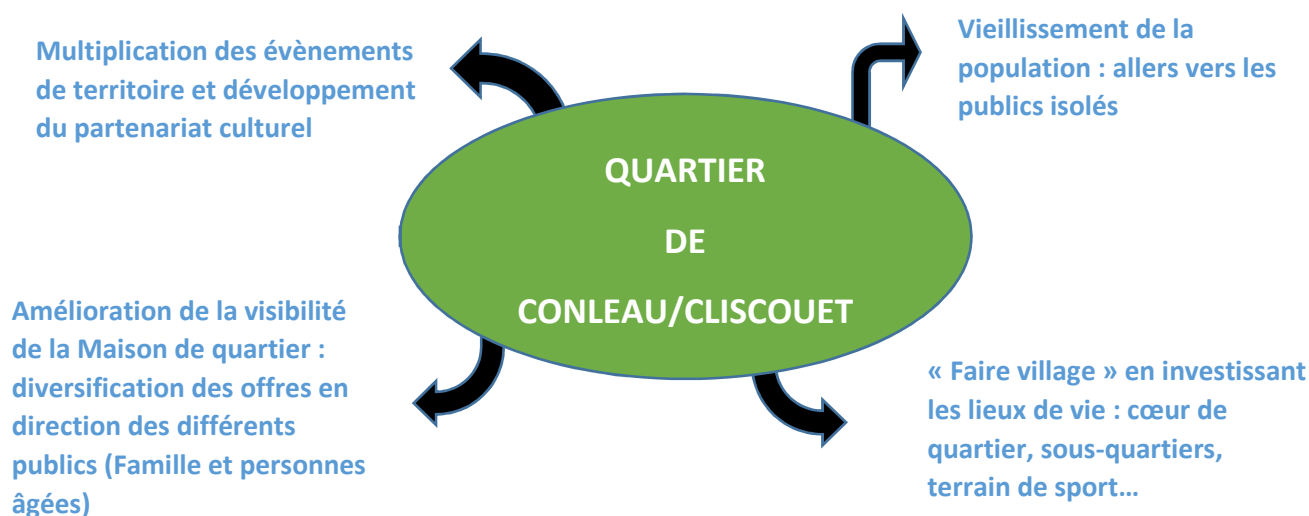 Multiplication des évènements
de territoire et développement
du partenariat culturel
Vieillissement de la
population : allers vers les
publics isolés
QUARTIER
DE
CONLEAU/CLISCOUET
Amélioration de la visibilité
de la Maison de quartier :
diversification des offres en
direction des différents
publics (Famille et personnes
âgées)
« Faire village » en investissant
les lieux de vie : cœur de
quartier, sous-quartiers,
terrain de sport…